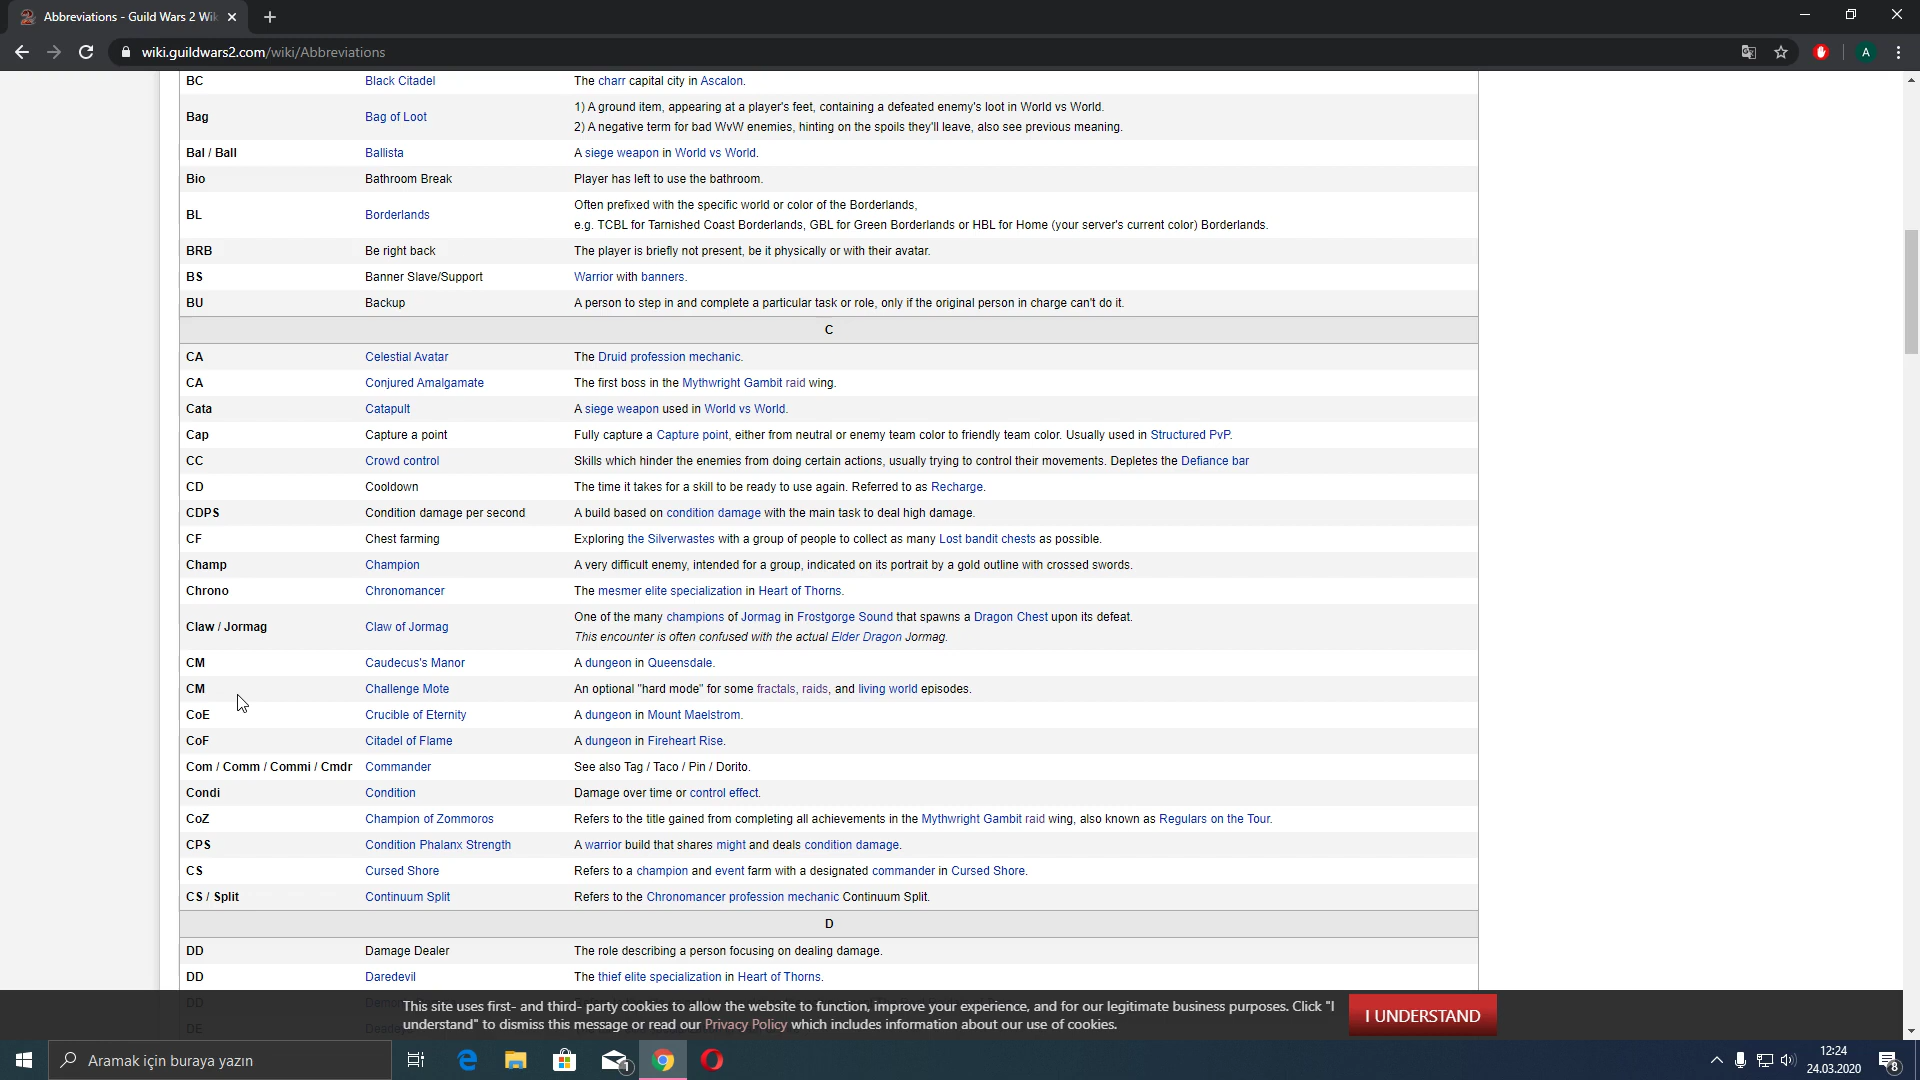 Abbreviations - Guild Wars 2 Wik
wiki.guildwars2.com/wiki/Abbreviations
A
BC Black Citadel The charr capital city in Ascalon.
Bag Bag of Loot 1) A ground item, appearing at a player's feet, containing a defeated enemy's loot in World vs World.
2) A negative term for bad WvW enemies, hinting on the spoils they'll leave, also see previous meaning.
Bal / Ball Ballista A siege weapon in World vs World.
Bio Bathroom Break Player has left to use the bathroom.
BL Borderlands Often prefixed with the specific world or color of the Borderlands,
e.g. TCBL for Tarnished Coast Borderlands, GBL for Green Borderlands or HBL for Home (your server's current color) Borderlands.
BRB Be right back The player is briefly not present, be it physically or with their avatar.
BS Banner Slave/Support Warrior with banners.
BU Backup A person to step in and complete a particular task or role, only if the original person in charge can't do it.
C
CA Celestial Avatar The Druid profession mechanic.
CA Conjured Amalgamate The first boss in the Mythwright Gambit raid wing.
Cata Catapult A siege weapon used in World vs World.
Cap Capture a point Fully capture a Capture point, either from neutral or enemy team color to friendly team color. Usually used in Structured PvP.
CC Crowd control Skills which hinder the enemies from doing certain actions, usually trying to control their movements. Depletes the Defiance bar
CD Cooldown The time it takes for a skill to be ready to use again. Referred to as Recharge.
CDPS Condition damage per second A build based on condition damage with the main task to deal high damage.
CF Chest farming Exploring the Silverwastes with a group of people to collect as many Lost bandit chests as possible.
Champ Champion A very difficult enemy, intended for a group, indicated on its portrait by a gold outline with crossed swords.
Chrono Chronomancer The mesmer elite specialization in Heart of Thorns.
Claw / Jormag Claw of Jormag One of the many champions of Jormag in Frostgorge Sound that spawns a Dragon Chest upon its defeat.
This encounter is often confused with the actual Elder Dragon Jormag.
CM Caudecus's Manor A dungeon in Queensdale.
CM Challenge Mote An optional "hard mode" for some fractals, raids, and living world episodes.
CoE Crucible of Eternity A dungeon in Mount Maelstrom.
CoF Citadel of Flame A dungeon in Fireheart Rise.
Com / Comm / Commi / Cmdr Commander See also Tag / Taco / Pin / Dorito.
Condi Condition Damage over time or control effect.
CoZ Champion of Zommoros Refers to the title gained from completing all achievements in the Mythwright Gambit raid wing, also known as Regulars on the Tour.
CPS Condition Phalanx Strength A warrior build that shares might and deals condition damage.
CS Cursed Shore Refers to a champion and event farm with a designated commander in Cursed Shore.
CS / Split Continuum Split Refers to the Chronomancer profession mechanic Continuum Split.
D
DD Damage Dealer The role describing a person focusing on dealing damage.
DD Daredevil The thief elite specialization in Heart of Thorns.
DD
DE
This site uses first- and third- party cookies to allow the website to function, improve your experience, and for our legitimate business purposes. Click "I
understand" to dismiss this message or read our Privacy Policy which includes information about our use of cookies.
I UNDERSTAND
Aramak için buraya yazın
1
12:24
24.03.2020
8